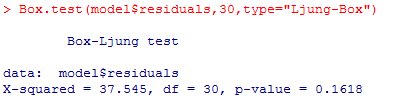 > Box.test(model$residuals,30,type="Ljung-Box")
Box-Ljung test
data:  model$residuals
X-squared = 37.545, df = 30, p-value = 0.1618